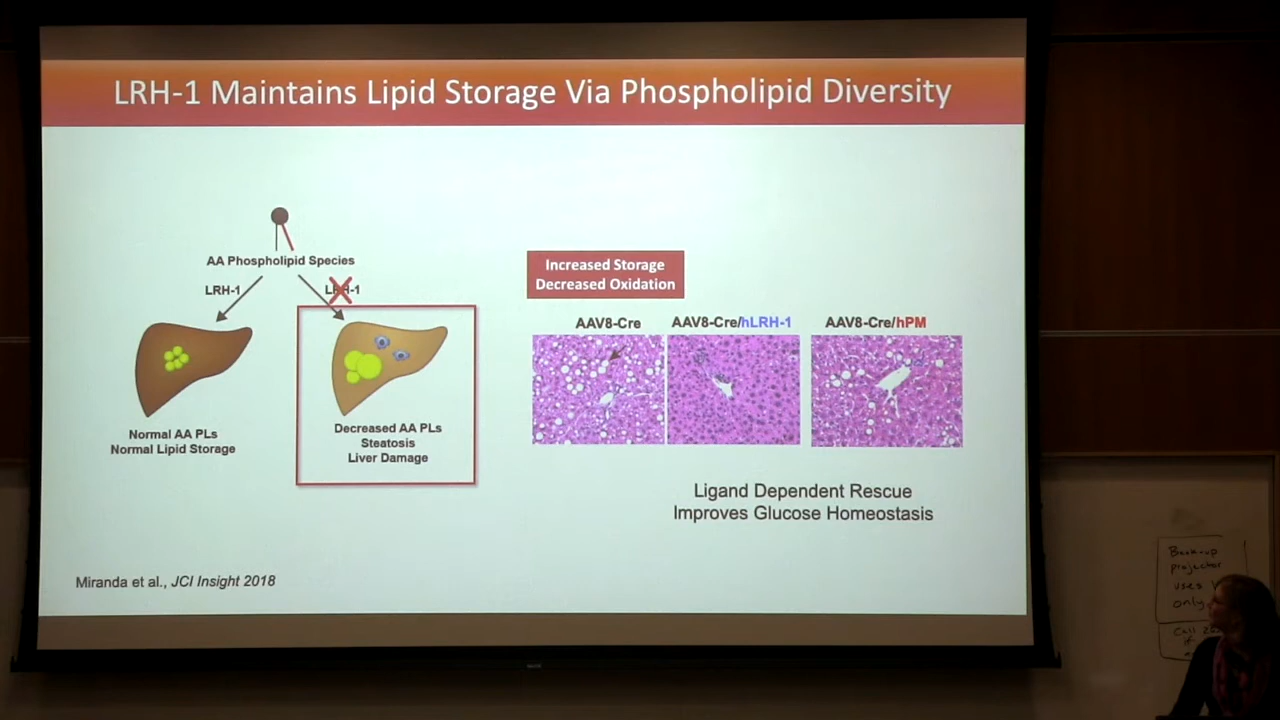 LRH-1 Maintains Lipid Storage Via Phospholipid Diversity
AA Phospholipid Species
LRH-1
LRH-1
Normal AA PLs
Normal Lipid Storage
Decreased AA PLs
Steatosis
Liver Damage
Increased Storage
Decreased Oxidation
AAV8-Cre
AAV8-Cre/hLRH-1
AAV8-Cre/hPM
Ligand Dependent Rescue
Improves Glucose Homeostasis
Miranda et al., JCI Insight 2018
Back-up
projector
uses
only
Call
if